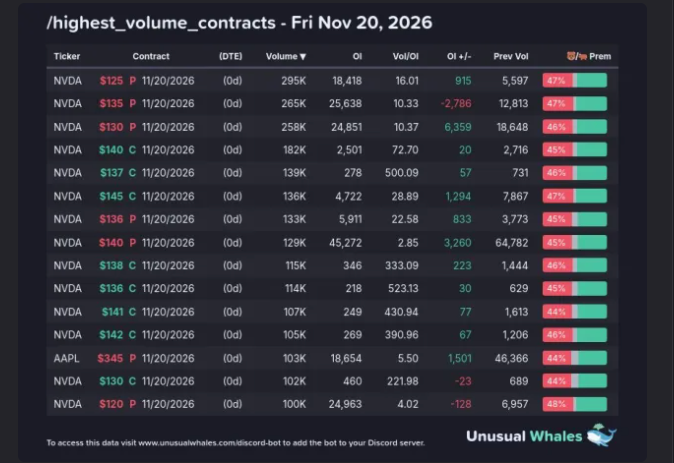 /highest_volume_contracts - Fri Nov 20, 2026
Ticker Contract (DTE) Volume ▼ OI Vol/OI OI +/- Prev Vol 🐻/🐂 Prem
NVDA $125 P 11/20/2026 (0d) 295K 18,418 16.01 915 5,597 47%
NVDA $135 P 11/20/2026 (0d) 265K 25,638 10.33 -2,786 12,813 47%
NVDA $130 P 11/20/2026 (0d) 258K 24,851 10.37 6,359 18,648 46%
NVDA $140 C 11/20/2026 (0d) 182K 2,501 72.70 20 2,716 45%
NVDA $137 C 11/20/2026 (0d) 139K 278 500.09 57 731 46%
NVDA $145 C 11/20/2026 (0d) 136K 4,722 28.89 1,294 7,867 47%
NVDA $136 P 11/20/2026 (0d) 133K 5,911 22.58 833 3,773 45%
NVDA $140 P 11/20/2026 (0d) 129K 45,272 2.85 3,260 64,782 45%
NVDA $138 C 11/20/2026 (0d) 115K 346 333.09 223 1,444 46%
NVDA $136 C 11/20/2026 (0d) 114K 218 523.13 30 629 45%
NVDA $141 C 11/20/2026 (0d) 107K 249 430.94 77 1,613 44%
NVDA $142 C 11/20/2026 (0d) 105K 269 390.96 67 1,206 46%
AAPL $345 P 11/20/2026 (0d) 103K 18,654 5.50 1,501 46,366 44%
NVDA $130 C 11/20/2026 (0d) 102K 460 221.98 -23 689 44%
NVDA $120 P 11/20/2026 (0d) 100K 24,963 4.02 -128 6,957 48%
To access this data visit www.unusualwhales.com/discord-bot to add the bot to your Discord server.
Unusual Whales